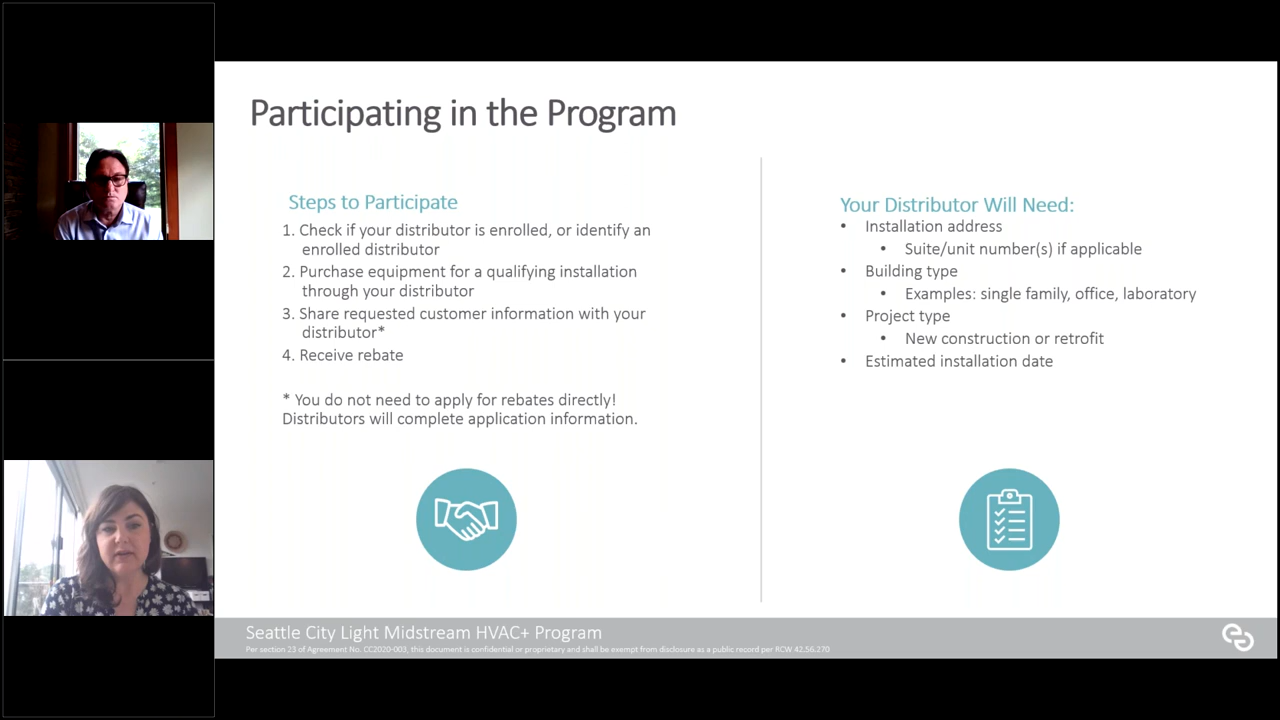 Participating in the Program
Steps to Participate
1. Check if your distributor is enrolled, or identify an
enrolled distributor
2. Purchase equipment for a qualifying installation
through your distributor
3. Share requested customer information with your
distributor*
4. Receive rebate
* You do not need to apply for rebates directly!
Distributors will complete application information.
Your Distributor Will Need:
• Installation address
• Suite/unit number(s) if applicable
• Building type
• Examples: single family, office, laboratory
• Project type
• New construction or retrofit
• Estimated installation date
Seattle City Light Midstream HVAC+ Program
Per section 23 of Agreement No. CC2020-003, this document is confidential or proprietary and shall be exempt from disclosure as a public record per RCW 42.56.270